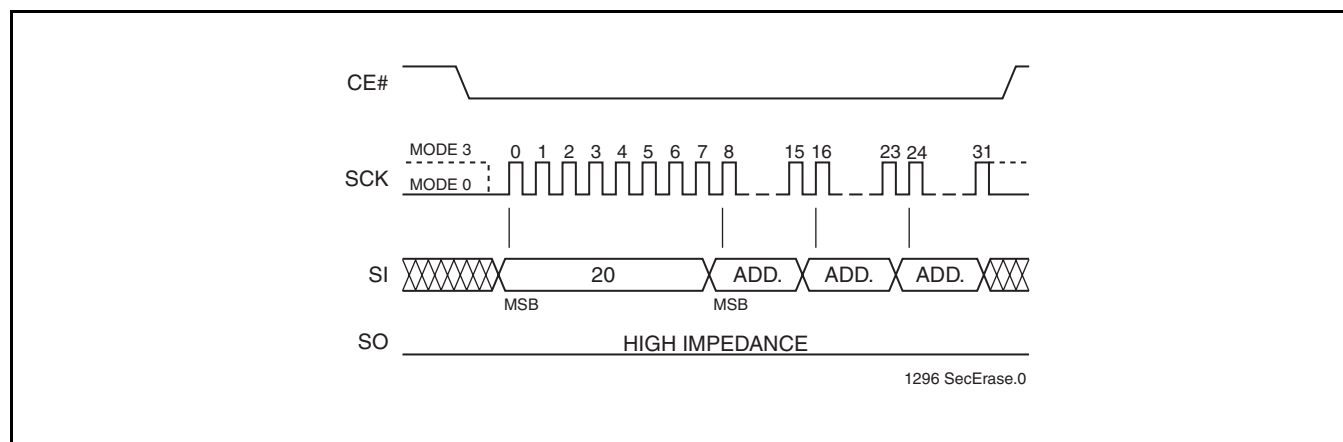 CE#
MODE 3
0 1 2 3 4 5 6 7 8 15 16 23 24 31
SCK
MODE 0
SI
20 ADD. ADD. ADD.
MSB MSB
SO
HIGH IMPEDANCE
1296 SecErase.0